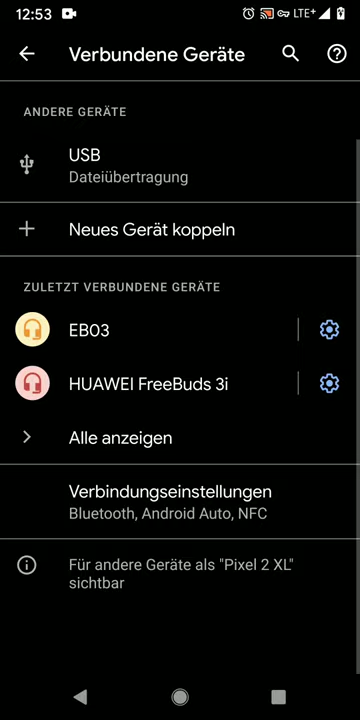 12:53
LTE+
Verbundene Geräte
ANDERE GERÄTE
USB
Dateiübertragung
Neues Gerät koppeln
ZULETZT VERBUNDENE GERÄTE
EB03
HUAWEI FreeBuds 3i
Alle anzeigen
Verbindungseinstellungen
Bluetooth, Android Auto, NFC
Für andere Geräte als "Pixel 2 XL"
sichtbar